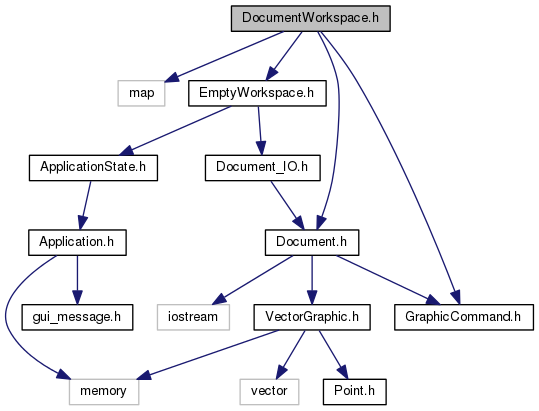 DocumentWorkspace.h
map
EmptyWorkspace.h
ApplicationState.h
Document_IO.h
Application.h
Document.h
gui_message.h
iostream
VectorGraphic.h
GraphicCommand.h
memory
vector
Point.h